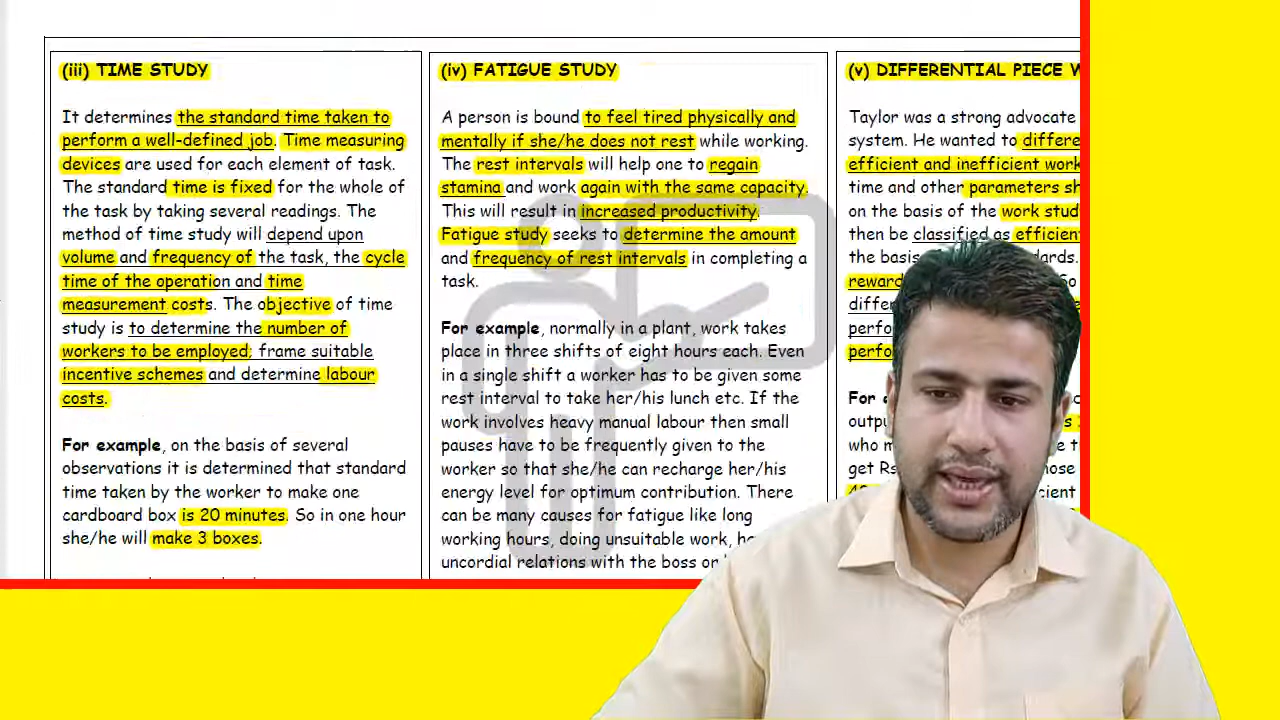 (iii) TIME STUDY
It determines the standard time taken to
perform a well-defined job. Time measuring
devices are used for each element of task.
The standard time is fixed for the whole of
the task by taking several readings. The
method of time study will depend upon
volume and frequency of the task, the cycle
time of the operation and time
measurement costs. The objective of time
study is to determine the number of
workers to be employed; frame suitable
incentive schemes and determine labour
costs.
For example, on the basis of several
observations it is determined that standard
time taken by the worker to make one
cardboard box is 20 minutes. So in one hour
she/he will make 3 boxes.
(iv) FATIGUE STUDY
A person is bound to feel tired physically and
mentally if she/he does not rest while working.
The rest intervals will help one to regain
stamina and work again with the same capacity.
This will result in increased productivity.
Fatigue study seeks to determine the amount
and frequency of rest intervals in completing a
task.
For example, normally in a plant, work takes
place in three shifts of eight hours each. Even
in a single shift a worker has to be given some
rest interval to take her/his lunch etc. If the
work involves heavy manual labour then small
pauses have to be frequently given to the
worker so that she/he can recharge her/his
energy level for optimum contribution. There
can be many causes for fatigue like long
working hours, doing unsuitable work,
uncordial relations with the boss or
(v) DIFFERENTIAL PIECE
Taylor was a strong advocate
system. He wanted to
efficient and inefficient
time and other parameters
on the basis of the work
then be classified as
the basis